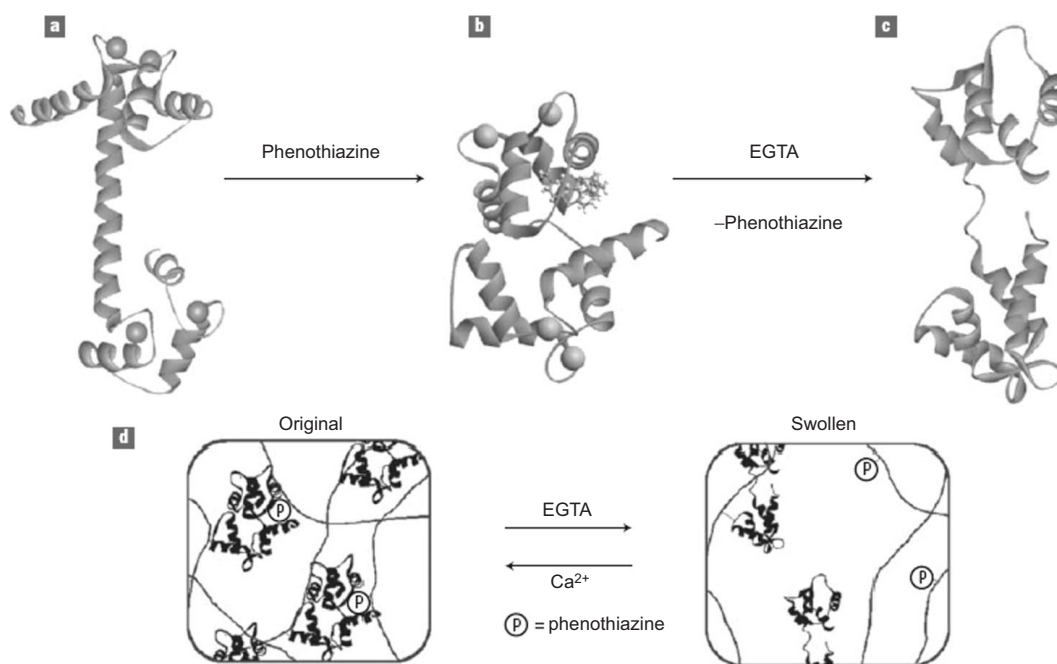 a
b
c
Phenothiazine
EGTA
–Phenothiazine
d
Original
Swollen
P
P
P
P
EGTA
Ca²⁺
P = phenothiazine